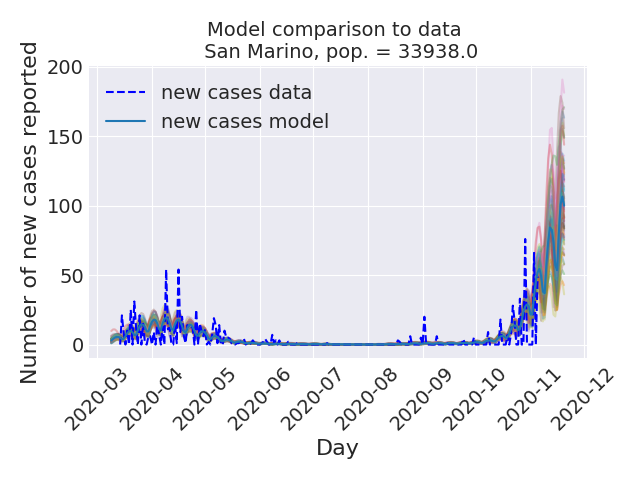 Model comparison to data
San Marino, pop. = 33938.0
Number of new cases reported
200
150
100
50
0
new cases data
new cases model
2020-03
2020-04
2020-05
2020-06
2020-07
2020-08
2020-09
2020-10
2020-11
2020-12
Day